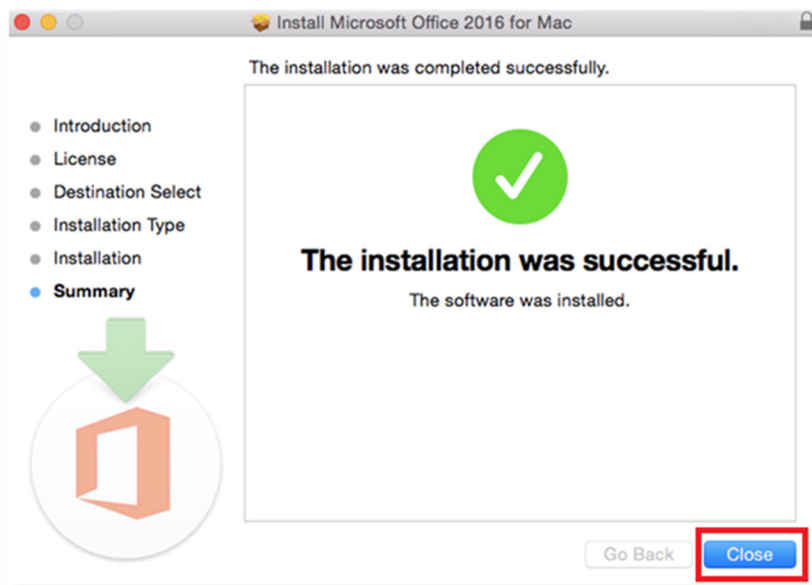 Install Microsoft Office 2016 for Mac
The installation was completed successfully.
Introduction
License
Destination Select
Installation Type
Installation
Summary
The installation was successful.
The software was installed.
Go Back
Close